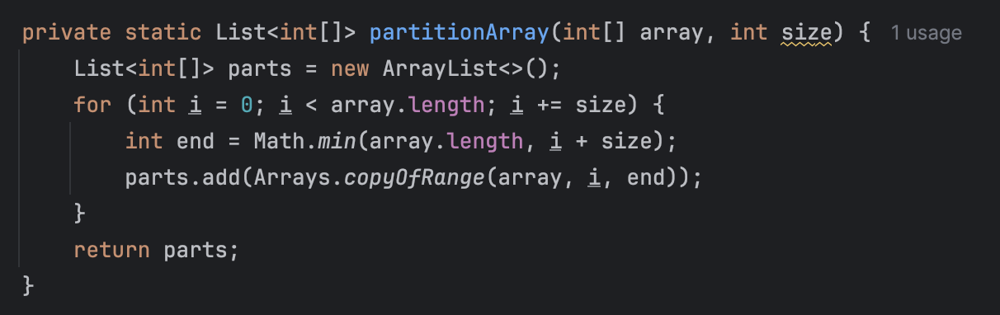 private static List<int[]> partitionArray(int[] array, int size) { 1 usage
    List<int[]> parts = new ArrayList<>();
    for (int i = 0; i < array.length; i += size) {
        int end = Math.min(array.length, i + size);
        parts.add(Arrays.copyOfRange(array, i, end));
    }
    return parts;
}